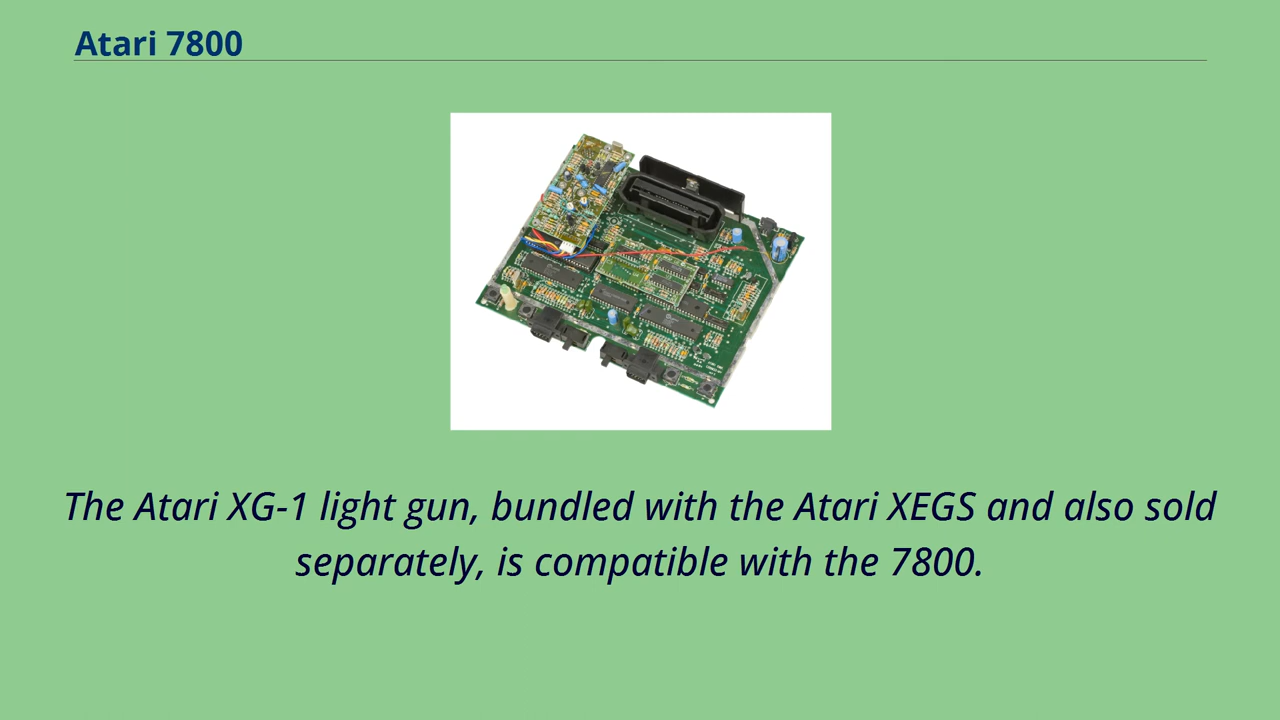 Atari 7800
The Atari XG-1 light gun, bundled with the Atari XEGS and also sold
separately, is compatible with the 7800.